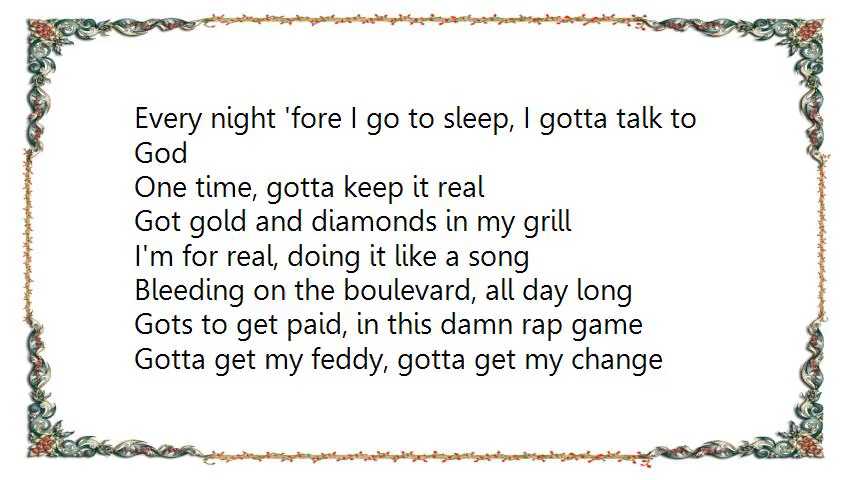 Every night 'fore I go to sleep, I gotta talk to
God
One time, gotta keep it real
Got gold and diamonds in my grill
I'm for real, doing it like a song
Bleeding on the boulevard, all day long
Gots to get paid, in this damn rap game
Gotta get my feddy, gotta get my change